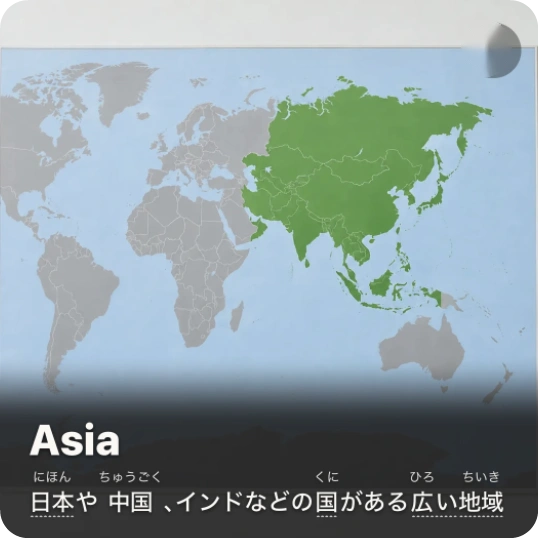 Asia
にほん ちゅうごく くに ひろ ちいき
日本や 中国 、インドなどの国がある広い地域